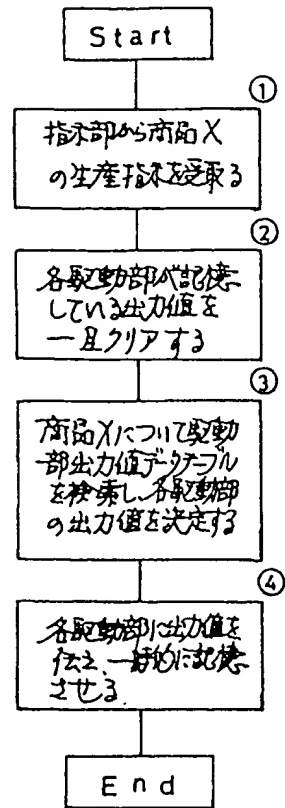 Start
①
指示部から商品X
の生産指示を受取る
②
各駆動部が記憶
している出力値を
一旦クリアする
③
商品Xについて駆動
部出力値データテーブル
を検索し、各駆動部
の出力値を決定する
④
各駆動部に出力値を
伝え、一時的に記憶
させる
End